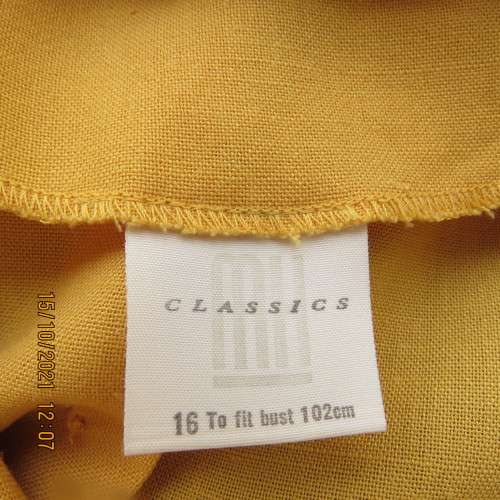 CLASSICS
16 To fit bust 102cm
15/10/2021 12:07